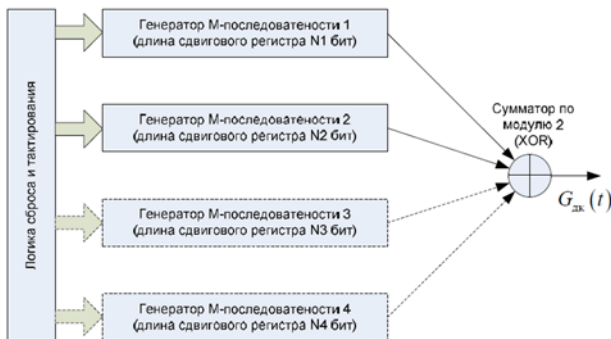 Логика сброса и тактирования
Генератор М-последоватености 1
(длина сдвигового регистра N1 бит)
Генератор М-последоватености 2
(длина сдвигового регистра N2 бит)
Генератор М-последоватености 3
(длина сдвигового регистра N3 бит)
Генератор М-последоватености 4
(длина сдвигового регистра N4 бит)
Сумматор по
модулю 2
(XOR)
Gдк(t)